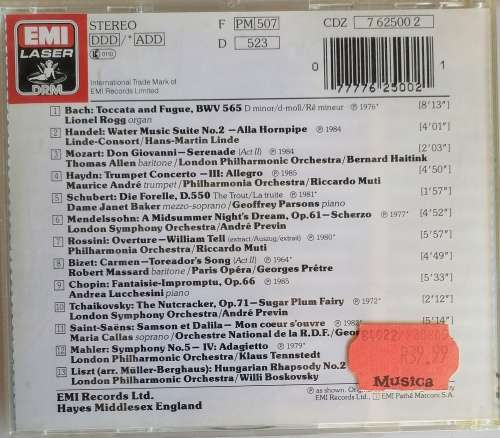 EMI
LASER
DRM
STEREO
DDD/*ADD
International Trade Mark of
EMI Records Limited
F PM 507
D 523
CDZ 7 62500 2
0 77776 25002 1
1 Bach: Toccata and Fugue, BWV 565 D minor/d-moll/Ré mineur ℗ 1976* [8'13"]
Lionel Rogg organ
2 Handel: Water Music Suite No.2 – Alla Hornpipe ℗ 1984 [4'01"]
Linde-Consort/Hans-Martin Linde
3 Mozart: Don Giovanni – Serenade (Act II) ℗ 1984 [2'03"]
Thomas Allen baritone/London Philharmonic Orchestra/Bernard Haitink
4 Haydn: Trumpet Concerto – III: Allegro ℗ 1985 [4'50"]
Maurice André trumpet/Philharmonia Orchestra/Riccardo Muti
5 Schubert: Die Forelle, D.550 The Trout/La truite ℗ 1981 [1'57"]
Dame Janet Baker mezzo-soprano/Geoffrey Parsons piano
6 Mendelssohn: A Midsummer Night's Dream, Op.61 – Scherzo ℗ 1977* [4'52"]
London Symphony Orchestra/André Previn
7 Rossini: Overture – William Tell (extract/Auszug/extrait) ℗ 1980* [5'57"]
Philharmonia Orchestra/Riccardo Muti
8 Bizet: Carmen – Toreador's Song (Act II) ℗ 1964* [4'49"]
Robert Massard baritone/Paris Opéra/Georges Prêtre
9 Chopin: Fantaisie-Impromptu, Op.66 ℗ 1985 [5'33"]
Andrea Lucchesini piano
10 Tchaikovsky: The Nutcracker, Op.71 – Sugar Plum Fairy ℗ 1972* [2'12"]
London Symphony Orchestra/André Previn
11 Saint-Saëns: Samson et Dalila – Mon coeur s'ouvre [5'14"]
Maria Callas soprano/Orchestre National de la R.D.F./
12 Mahler: Symphony No.5 – IV: Adagietto ℗ 1979*
London Philharmonic Orchestra/Klaus Tennstedt
13 Liszt (arr. Müller-Berghaus): Hungarian Rhapsody No.2
London Philharmonic Orchestra/Willi Boskovsky
39.99
Musica
EMI Records Ltd.
Hayes Middlesex England
℗ as shown.
EMI Records Ltd., EMI Pathé Marconi S.A.